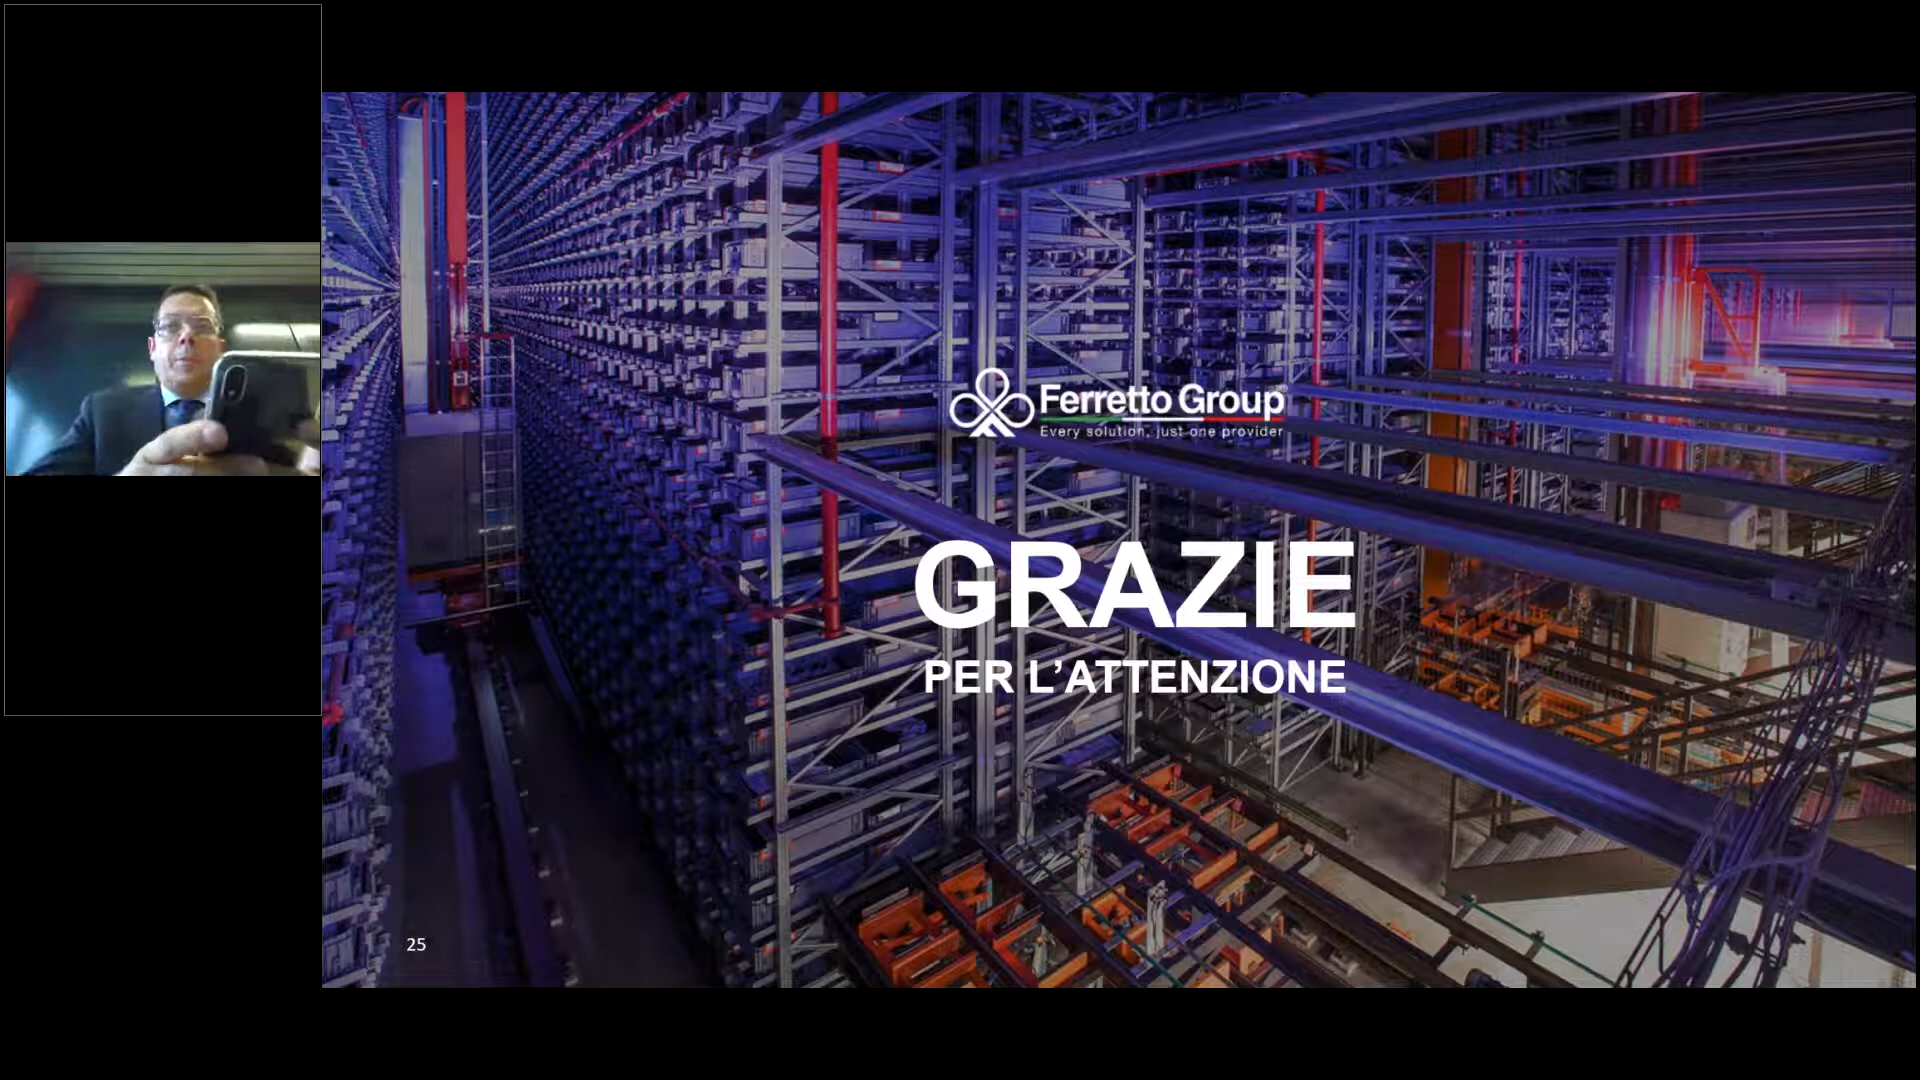 Ferretto Group
Every solution, just one provider
GRAZIE
PER L’ATTENZIONE
25